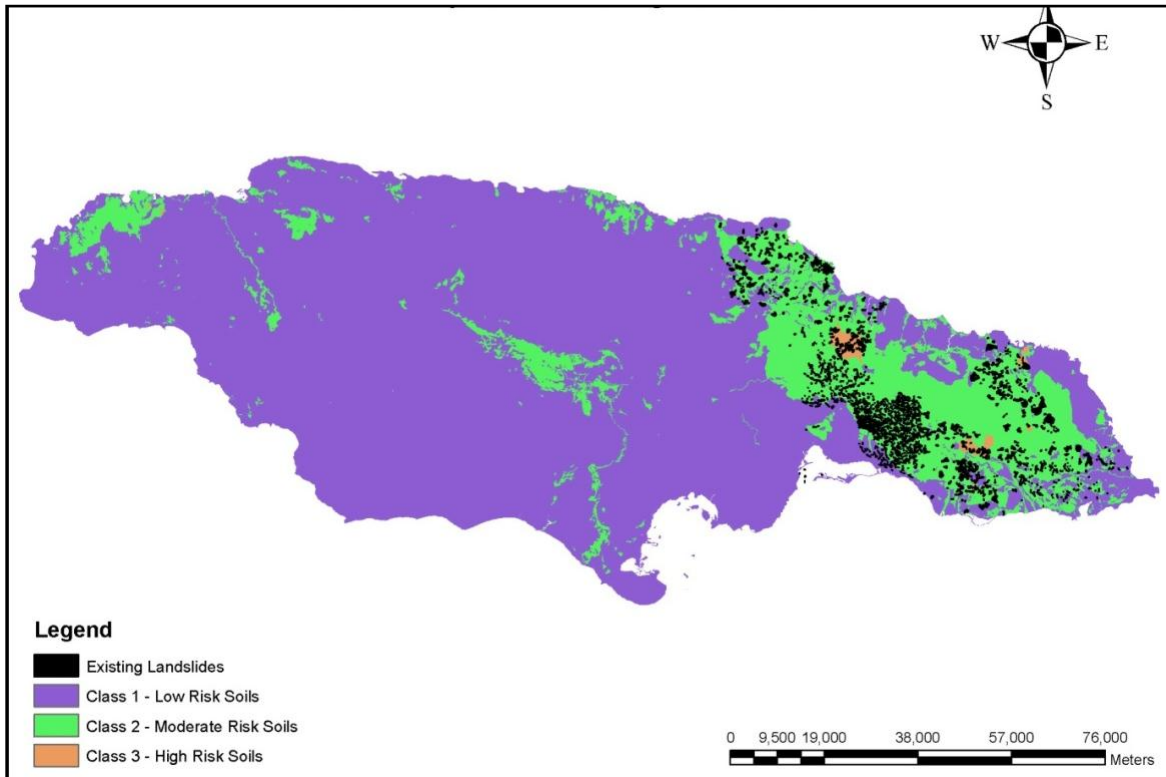 W
E
S
Legend
Existing Landslides
Class 1 - Low Risk Soils
Class 2 - Moderate Risk Soils
Class 3 - High Risk Soils
0 9,500 19,000 38,000 57,000 76,000
Meters